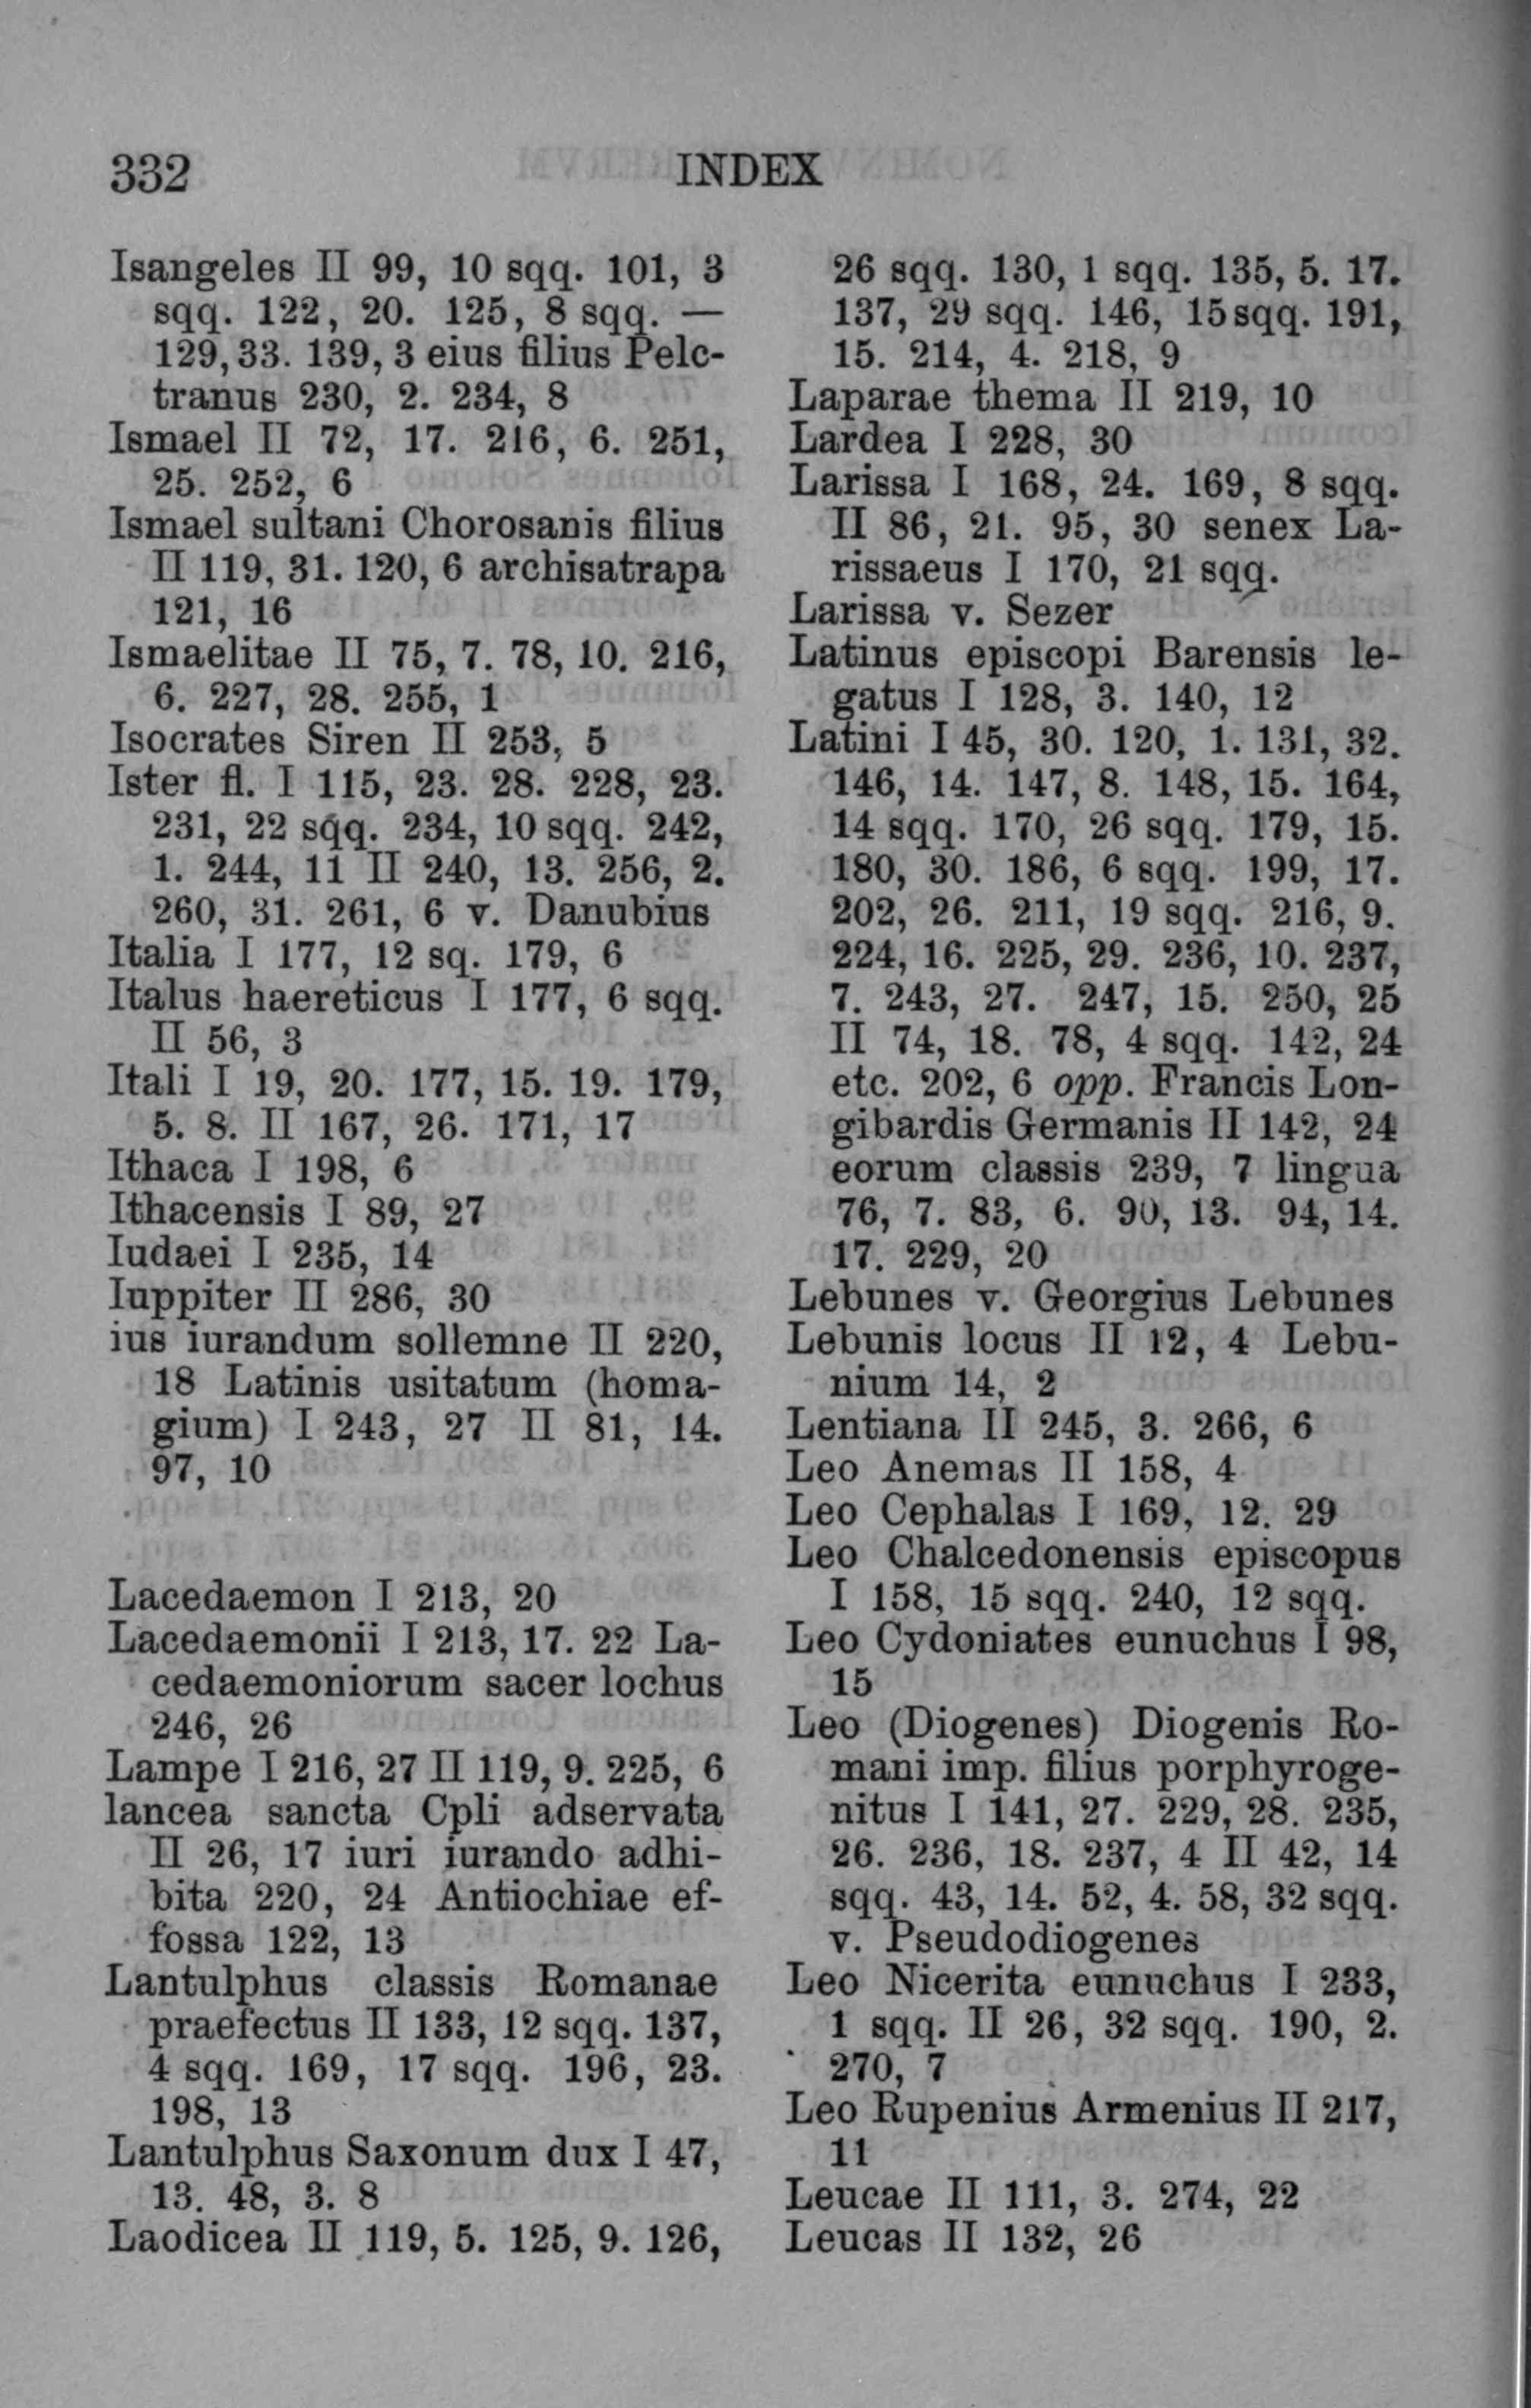 332
INDEX
Isangeles II 99, 10 sqq. 101, 3
sqq. 122, 20. 125, 8 sqq. —
129, 33. 139, 3 eius filius Pelc-
tranus 230, 2. 234, 8
Ismael II 72, 17. 216, 6. 251,
25. 252, 6
Ismael sultani Chorosanis filius
II 119, 31. 120, 6 archisatrapa
121, 16
Ismaelitae II 75, 7. 78, 10. 216,
6. 227, 28. 255, 1
Isocrates Siren II 253, 5
Ister fl. I 115, 23. 28. 228, 23.
231, 22 sqq. 234, 10 sqq. 242,
1. 244, 11 II 240, 13. 256, 2.
260, 31. 261, 6 v. Danubius
Italia I 177, 12 sq. 179, 6
Italus haereticus I 177, 6 sqq.
II 56, 3
Itali I 19, 20. 177, 15. 19. 179,
5. 8. II 167, 26. 171, 17
Ithaca I 198, 6
Ithacensis I 89, 27
Iudaei I 235, 14
Iuppiter II 286, 30
ius iurandum sollemne II 220,
18 Latinis usitatum (homa-
gium) I 243, 27 II 81, 14.
97, 10
Lacedaemon I 213, 20
Lacedaemonii I 213, 17. 22 La-
cedaemoniorum sacer lochus
246, 26
Lampe I 216, 27 II 119, 9. 225, 6
lancea sancta Cpli adservata
II 26, 17 iuri iurando adhi-
bita 220, 24 Antiochiae ef-
fossa 122, 13
Lantulphus classis Romanae
praefectus II 133, 12 sqq. 137,
4 sqq. 169, 17 sqq. 196, 23.
198, 13
Lantulphus Saxonum dux I 47,
13. 48, 3. 8
Laodicea II 119, 5. 125, 9. 126,
26 sqq. 130, 1 sqq. 135, 5. 17.
137, 29 sqq. 146, 15 sqq. 191,
15. 214, 4. 218, 9
Laparae thema II 219, 10
Lardea I 228, 30
Larissa I 168, 24. 169, 8 sqq.
II 86, 21. 95, 30 senex La-
rissaeus I 170, 21 sqq.
Larissa v. Sezer
Latinus episcopi Barensis le-
gatus I 128, 3. 140, 12
Latini I 45, 30. 120, 1. 131, 32.
146, 14. 147, 8. 148, 15. 164,
14 sqq. 170, 26 sqq. 179, 15.
180, 30. 186, 6 sqq. 199, 17.
202, 26. 211, 19 sqq. 216, 9.
224, 16. 225, 29. 236, 10. 237,
7. 243, 27. 247, 15. 250, 25
II 74, 18. 78, 4 sqq. 142, 24
etc. 202, 6 opp. Francis Lon-
gibardis Germanis II 142, 24
eorum classis 239, 7 lingua
76, 7. 83, 6. 90, 13. 94, 14.
17. 229, 20
Lebunes v. Georgius Lebunes
Lebunis locus II 12, 4 Lebu-
nium 14, 2
Lentiana II 245, 3. 266, 6
Leo Anemas II 158, 4
Leo Cephalas I 169, 12. 29
Leo Chalcedonensis episcopus
I 158, 15 sqq. 240, 12 sqq.
Leo Cydoniates eunuchus I 98,
15
Leo (Diogenes) Diogenis Ro-
mani imp. filius porphyroge-
nitus I 141, 27. 229, 28. 235,
26. 236, 18. 237, 4 II 42, 14
sqq. 43, 14. 52, 4. 58, 32 sqq.
v. Pseudodiogenes
Leo Nicerita eunuchus I 233,
1 sqq. II 26, 32 sqq. 190, 2.
270, 7
Leo Rupenius Armenius II 217,
11
Leucae II 111, 3. 274, 22
Leucas II 132, 26